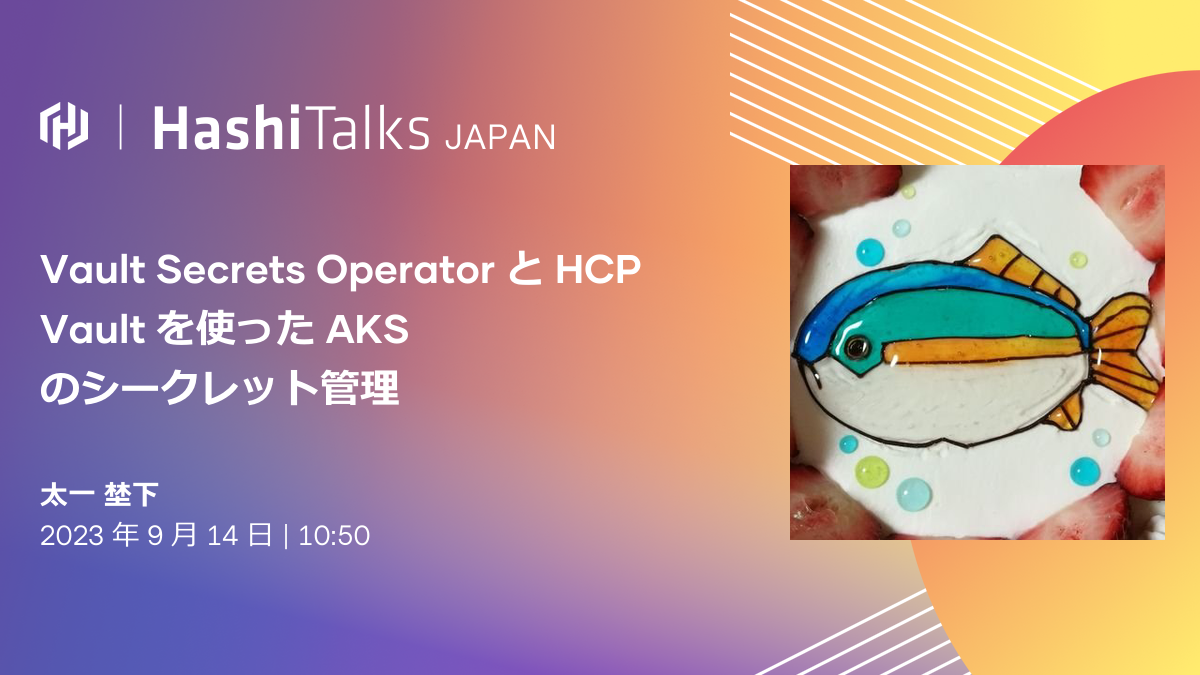 HashiTalks JAPAN
Vault Secrets Operator と HCP
Vault を使った AKS
のシークレット管理
太一 埜下
2023 年 9 月 14 日 | 10:50